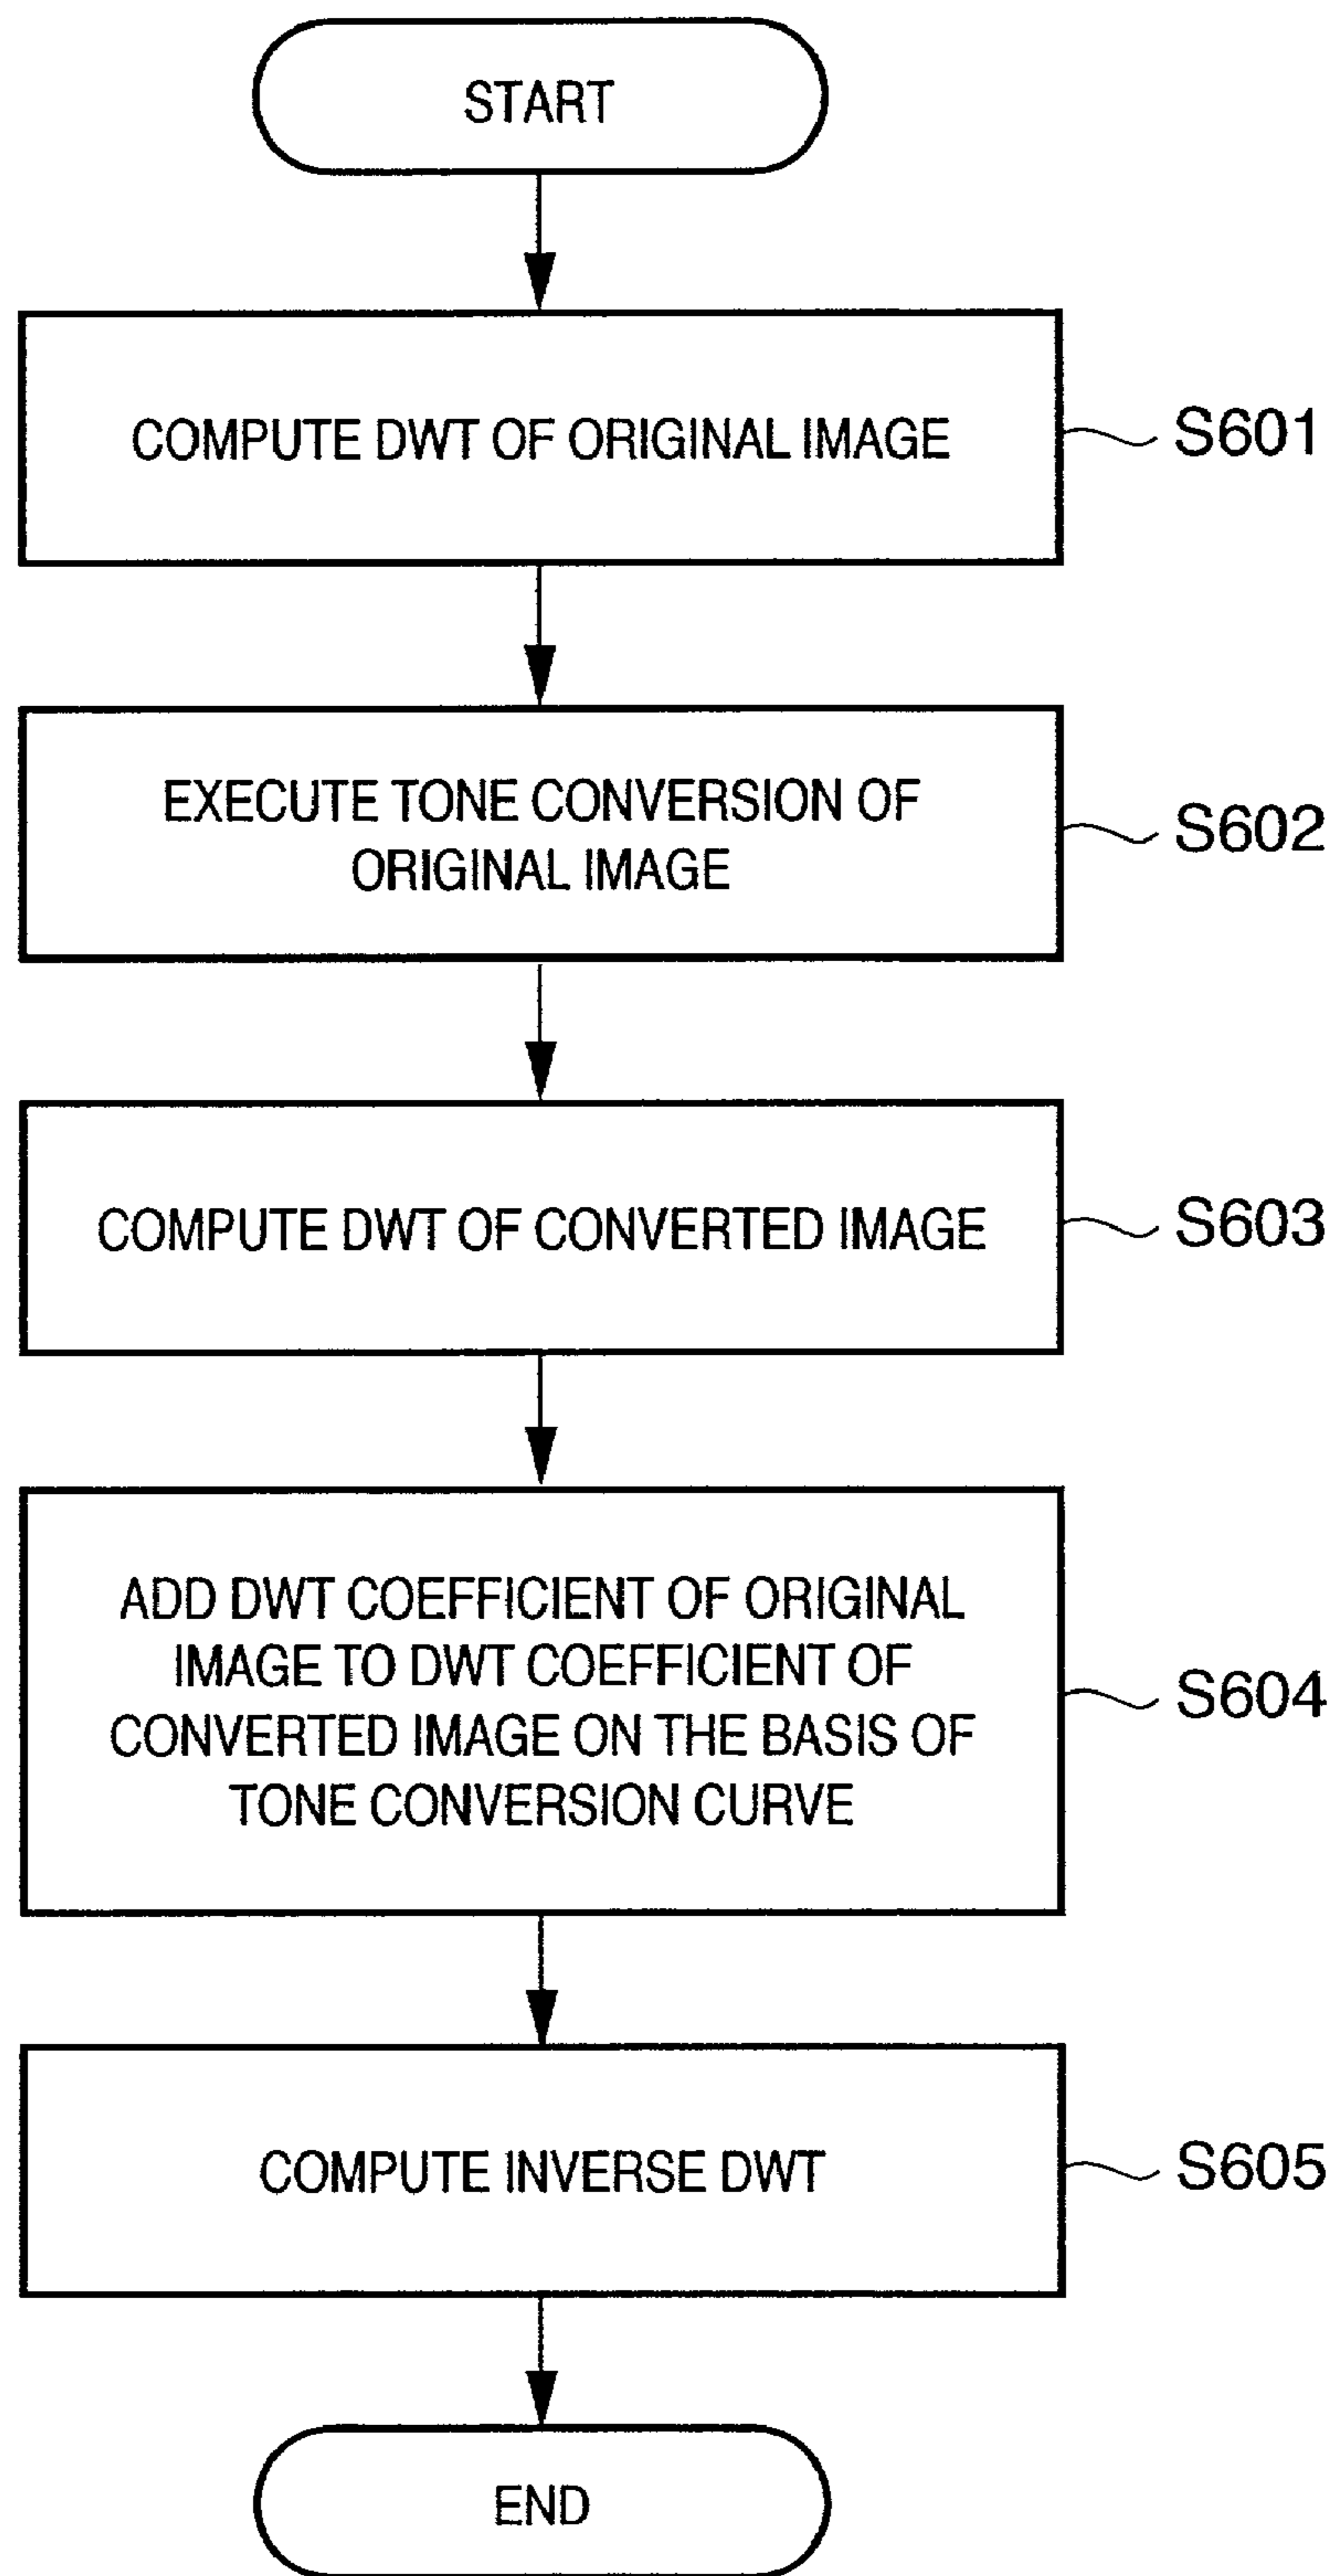 START
COMPUTE DWT OF ORIGINAL IMAGE
S601
EXECUTE TONE CONVERSION OF
ORIGINAL IMAGE
S602
COMPUTE DWT OF CONVERTED IMAGE
S603
ADD DWT COEFFICIENT OF ORIGINAL
IMAGE TO DWT COEFFICIENT OF
CONVERTED IMAGE ON THE BASIS OF
TONE CONVERSION CURVE
S604
COMPUTE INVERSE DWT
S605
END